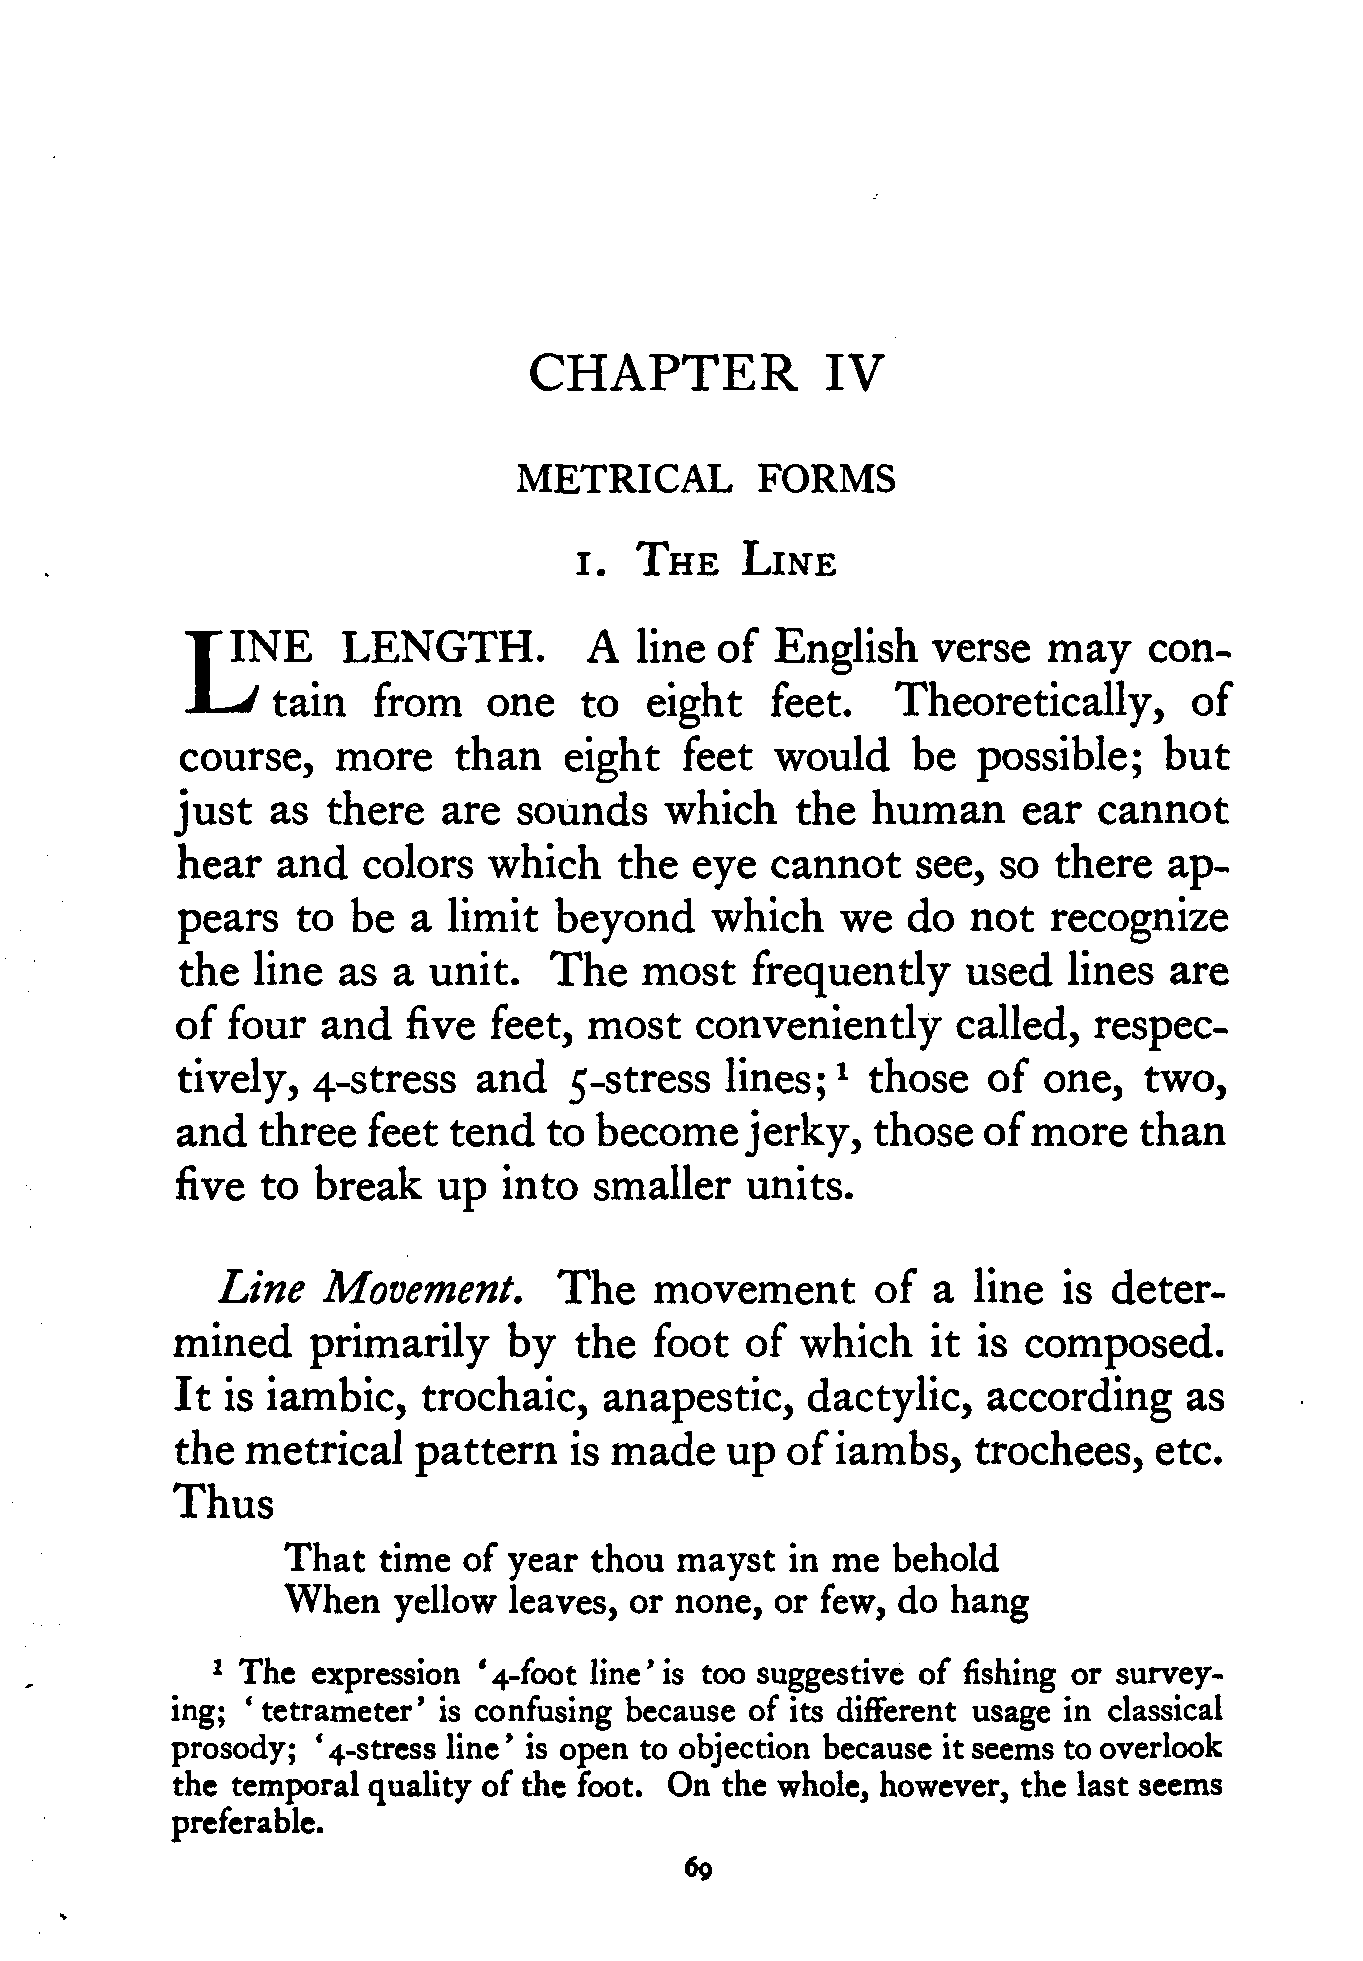 CHAPTER IV
METRICAL FORMS
1. THE LINE
LINE LENGTH. A line of English verse may con-
tain from one to eight feet. Theoretically, of
course, more than eight feet would be possible; but
just as there are sounds which the human ear cannot
hear and colors which the eye cannot see, so there ap-
pears to be a limit beyond which we do not recognize
the line as a unit. The most frequently used lines are
of four and five feet, most conveniently called, respec-
tively, 4-stress and 5-stress lines; ¹ those of one, two,
and three feet tend to become jerky, those of more than
five to break up into smaller units.
Line Movement. The movement of a line is deter-
mined primarily by the foot of which it is composed.
It is iambic, trochaic, anapestic, dactylic, according as
the metrical pattern is made up of iambs, trochees, etc.
Thus
That time of year thou mayst in me behold
When yellow leaves, or none, or few, do hang
¹ The expression ‘4-foot line’ is too suggestive of fishing or survey-
ing; ‘tetrameter’ is confusing because of its different usage in classical
prosody; ‘4-stress line’ is open to objection because it seems to overlook
the temporal quality of the foot. On the whole, however, the last seems
preferable.
69